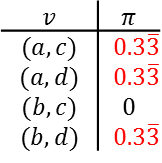 v π
(a, c) 0.33̅
(a, d) 0.33̅
(b, c) 0
(b, d) 0.33̅